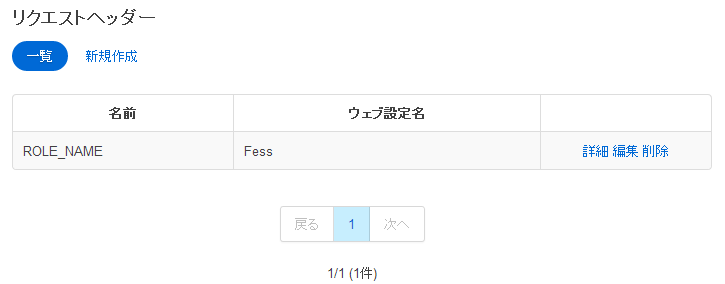 リクエストヘッダー
一覧 新規作成
名前 ウェブ設定名
ROLE_NAME Fess 詳細 編集 削除
戻る 1 次へ
1/1 (1件)